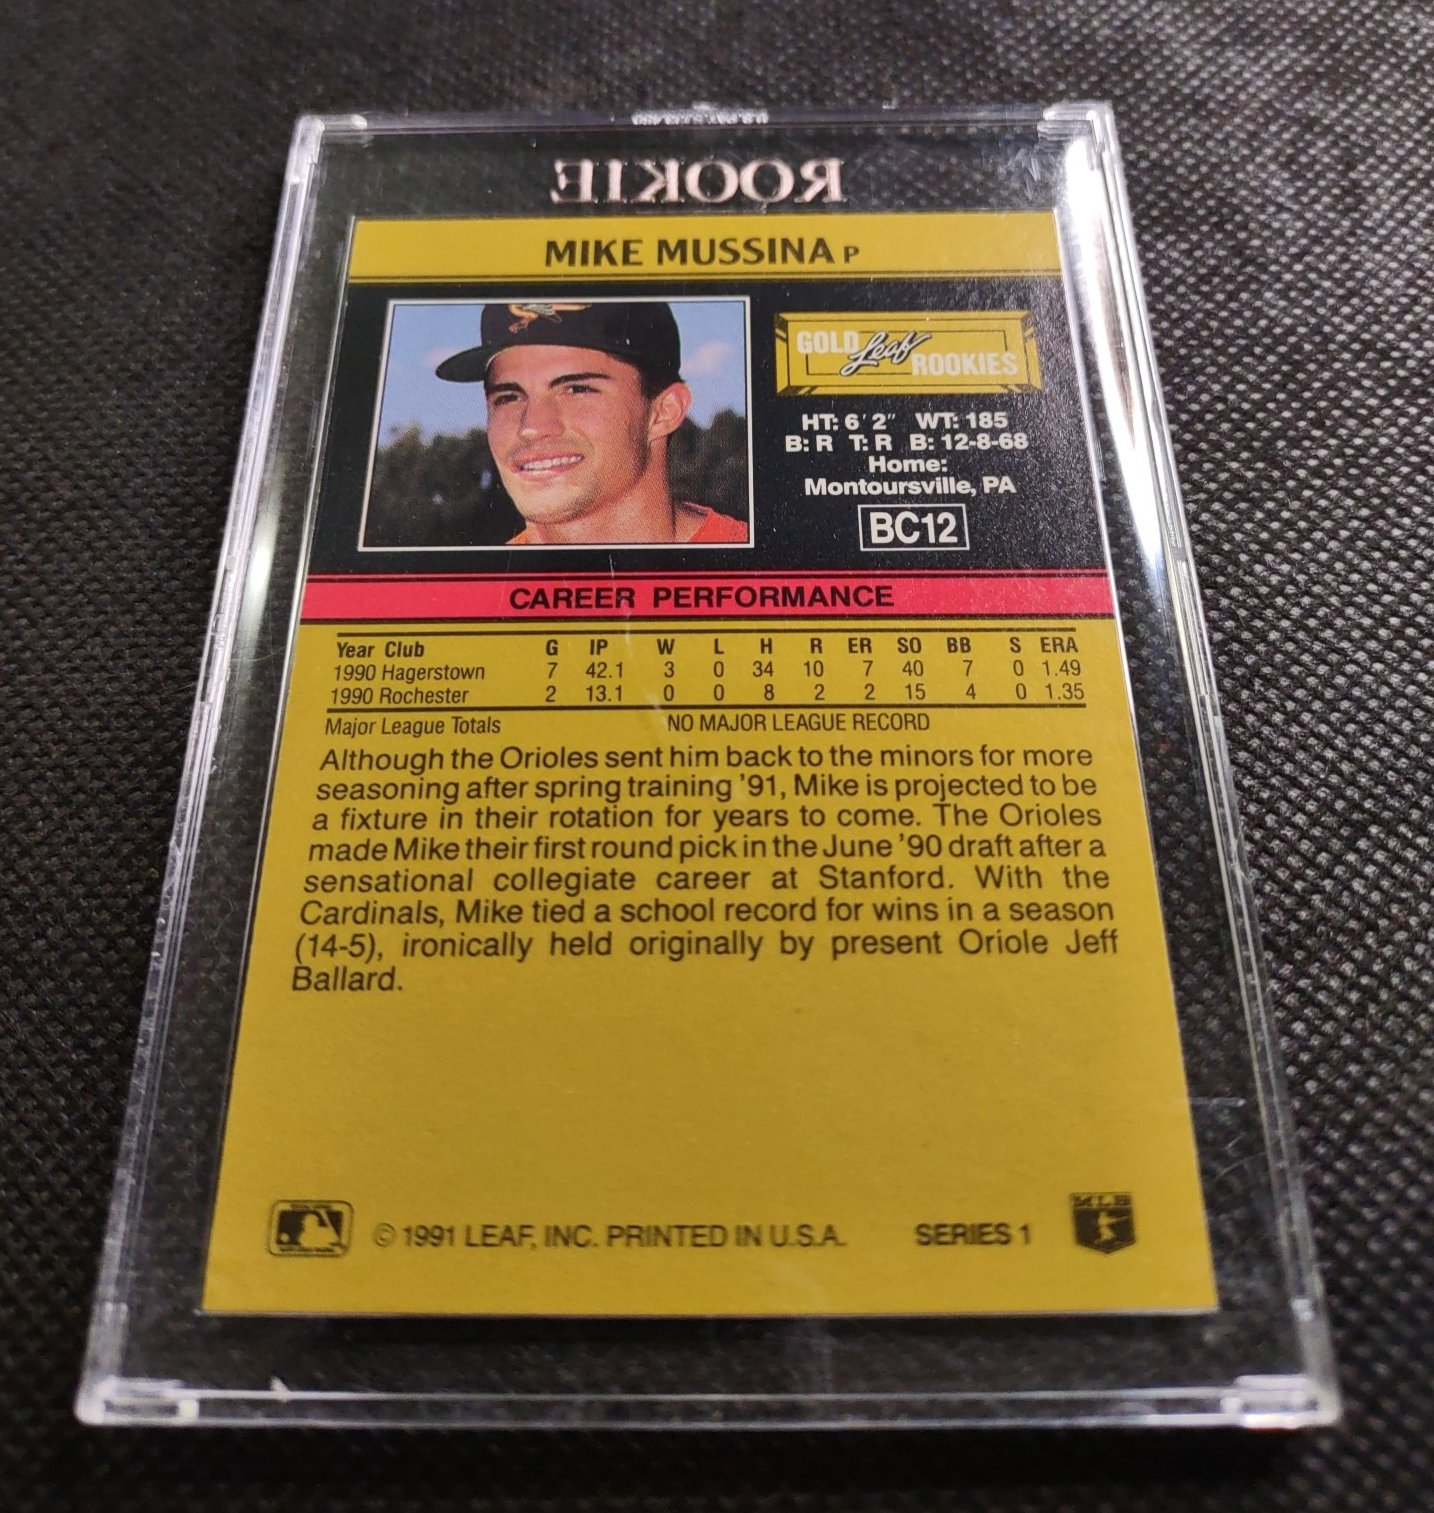 ROOKIE
MIKE MUSSINA P
GOLD Leaf ROOKIES
HT: 6'2" WT: 185
B: R T: R B: 12-8-68
Home:
Montoursville, PA
BC12
CAREER PERFORMANCE
Year Club G IP W L H R ER SO BB S ERA
1990 Hagerstown 7 42.1 3 0 34 10 7 40 7 0 1.49
1990 Rochester 2 13.1 0 0 8 2 2 15 4 0 1.35
Major League Totals NO MAJOR LEAGUE RECORD
Although the Orioles sent him back to the minors for more
seasoning after spring training '91, Mike is projected to be
a fixture in their rotation for years to come. The Orioles
made Mike their first round pick in the June '90 draft after a
sensational collegiate career at Stanford. With the
Cardinals, Mike tied a school record for wins in a season
(14-5), ironically held originally by present Oriole Jeff
Ballard.
© 1991 LEAF, INC. PRINTED IN U.S.A. SERIES 1
MLB